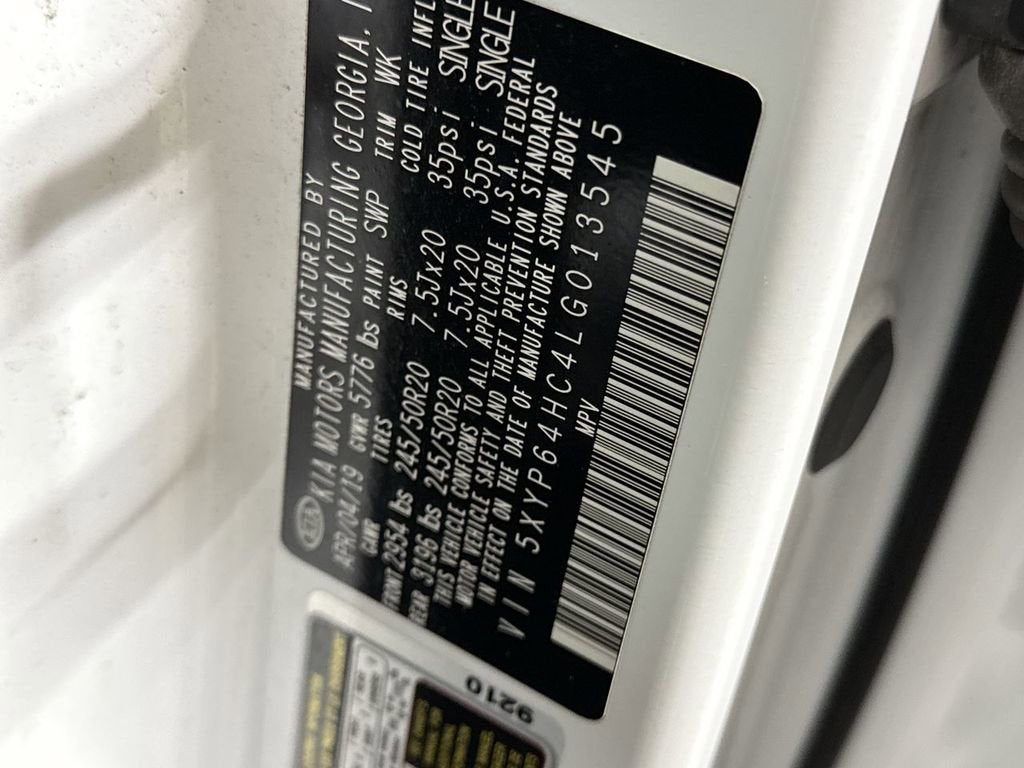 MANUFACTURED BY
KIA
KIA MOTORS MANUFACTURING GEORGIA, I
APR/04/19 GVWR 5776 lbs PAINT SWP TRIM WK
GAWR TIRES RIMS COLD TIRE INFL
FRONT 2954 lbs 245/50R20 7.5Jx20 35psi SINGLE
REAR 3196 lbs 245/50R20 7.5Jx20 35psi SINGLE
THIS VEHICLE CONFORMS TO ALL APPLICABLE U.S.A. FEDERAL
MOTOR VEHICLE SAFETY AND THEFT PREVENTION STANDARDS
IN EFFECT ON THE DATE OF MANUFACTURE SHOWN ABOVE
VIN 5XYP64HC4LG013545
MPV
9210